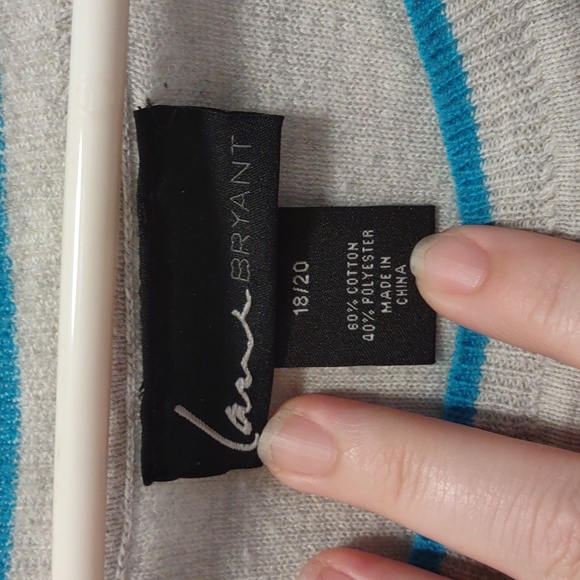 Lane BRYANT
18/20
60% COTTON
40% POLYESTER
MADE IN
CHINA